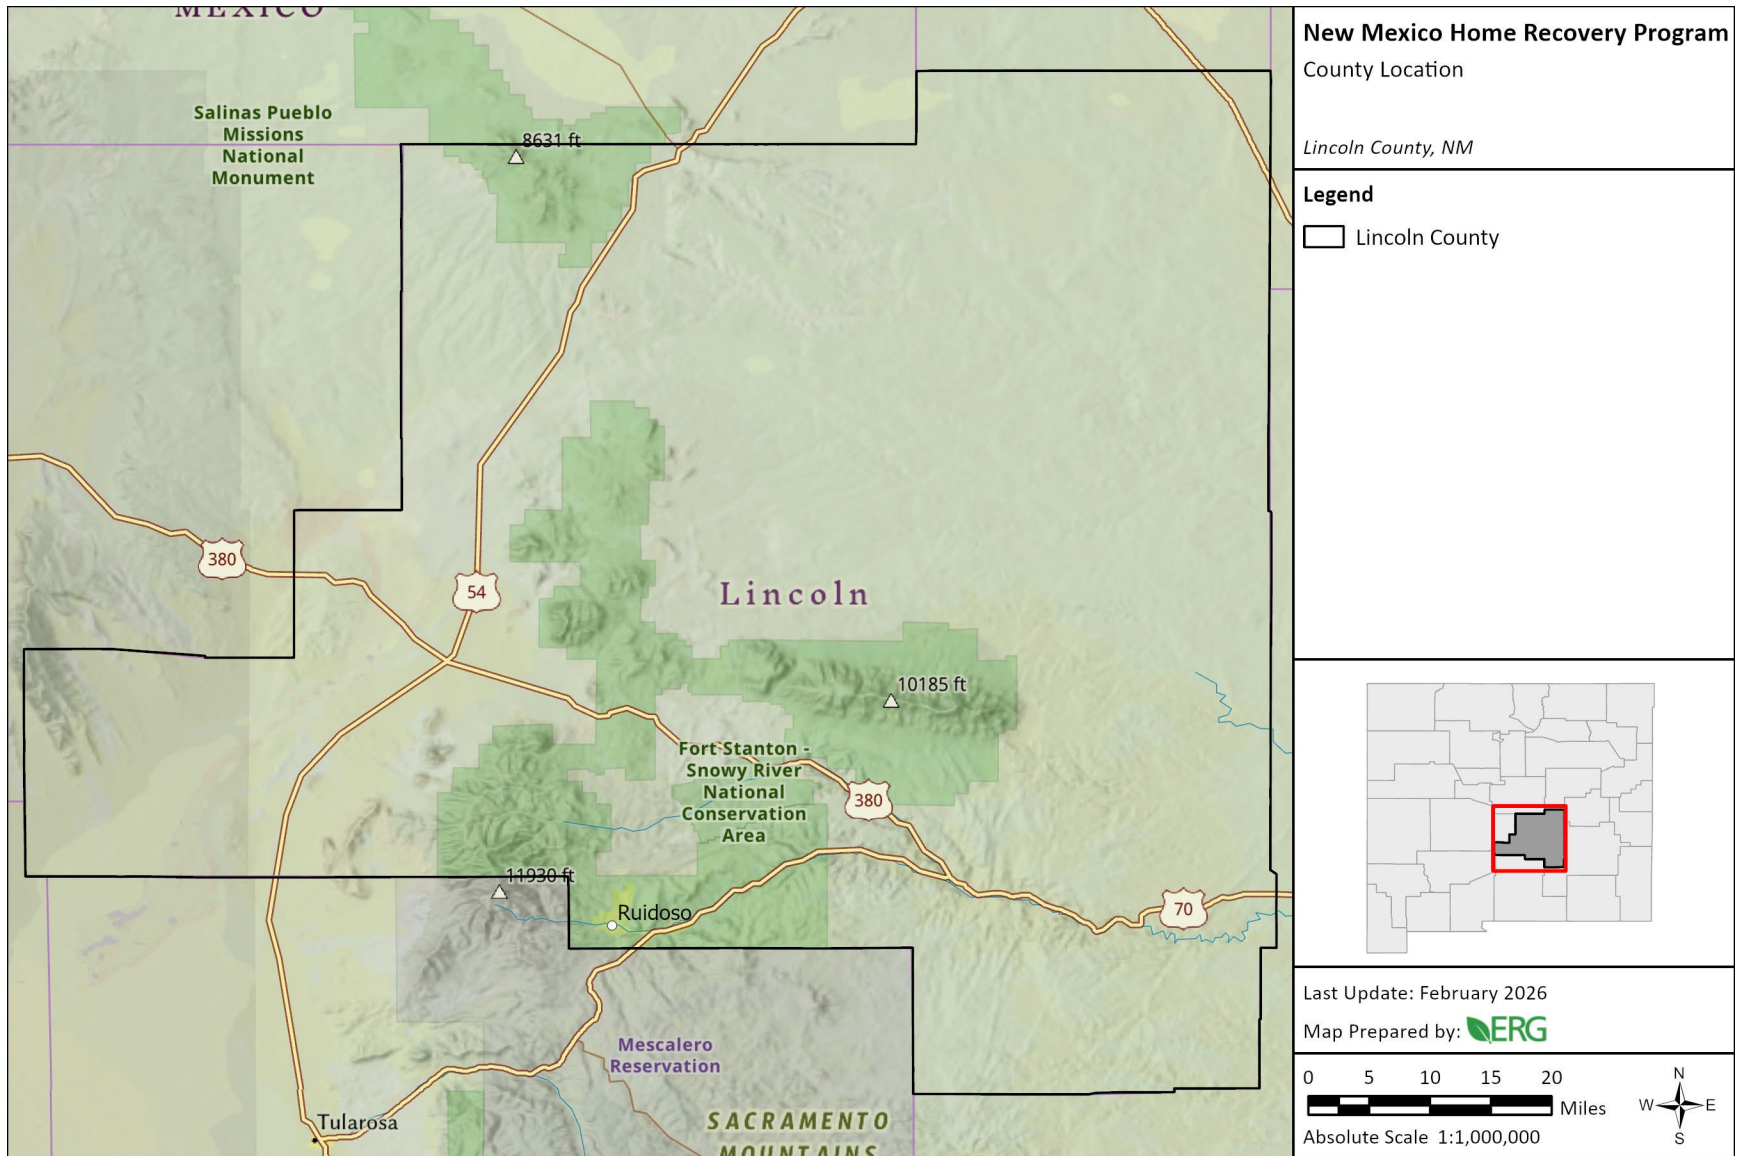 MEXICO
Salinas Pueblo
Missions
National
Monument
8631 ft
380
54
Lincoln
10185 ft
Fort Stanton -
Snowy River
National
Conservation
Area
380
11930 ft
Ruidoso
70
Mescalero
Reservation
Tularosa
SACRAMENTO
MOUNTAINS
New Mexico Home Recovery Program
County Location
Lincoln County, NM
Legend
Lincoln County
Last Update: February 2026
Map Prepared by: ERG
0 5 10 15 20
Miles
Absolute Scale 1:1,000,000
N
W E
S